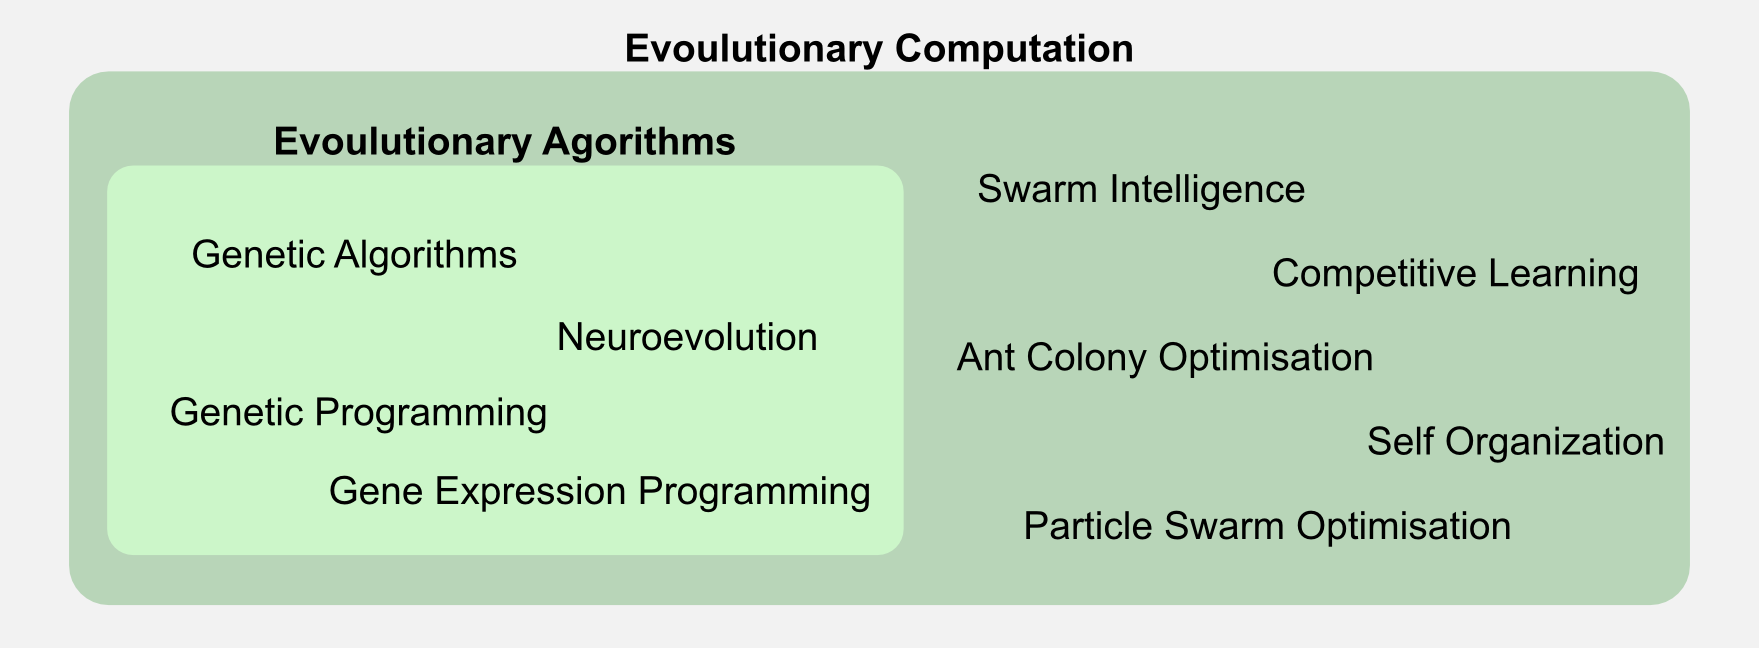 Evoulutionary Computation
Evoulutionary Agorithms
Genetic Algorithms
Neuroevolution
Genetic Programming
Gene Expression Programming
Swarm Intelligence
Competitive Learning
Ant Colony Optimisation
Self Organization
Particle Swarm Optimisation